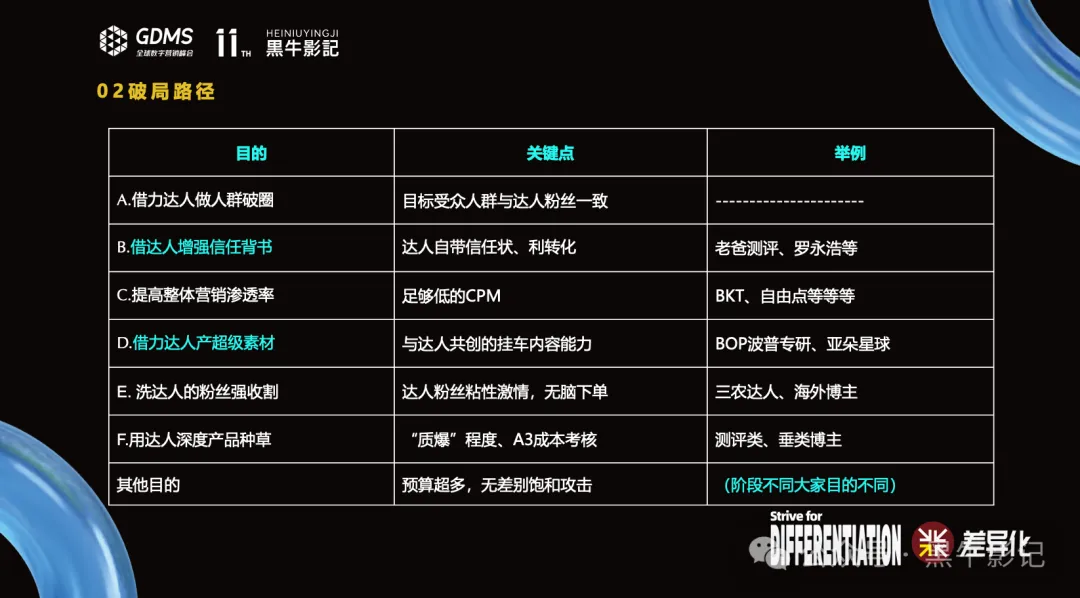 GDMS
全球数字营销峰会
11TH
HEINIUYINGJI
黑牛影記
02破局路径
目的 关键点 举例
A.借力达人做人群破圈 目标受众人群与达人粉丝一致 ----------------------
B.借达人增强信任背书 达人自带信任状、利转化 老爸测评、罗永浩等
C.提高整体营销渗透率 足够低的CPM BKT、自由点等等等
D.借力达人产超级素材 与达人共创的挂车内容能力 BOP波普专研、亚朵星球
E. 洗达人的粉丝强收割 达人粉丝粘性激情，无脑下单 三农达人、海外博主
F.用达人深度产品种草 “质爆”程度、A3成本考核 测评类、垂类博主
其他目的 预算超多，无差别饱和攻击 （阶段不同大家目的不同）
Strive for
DIFFERENTIATION
差异化
公众号 · 黑牛影记